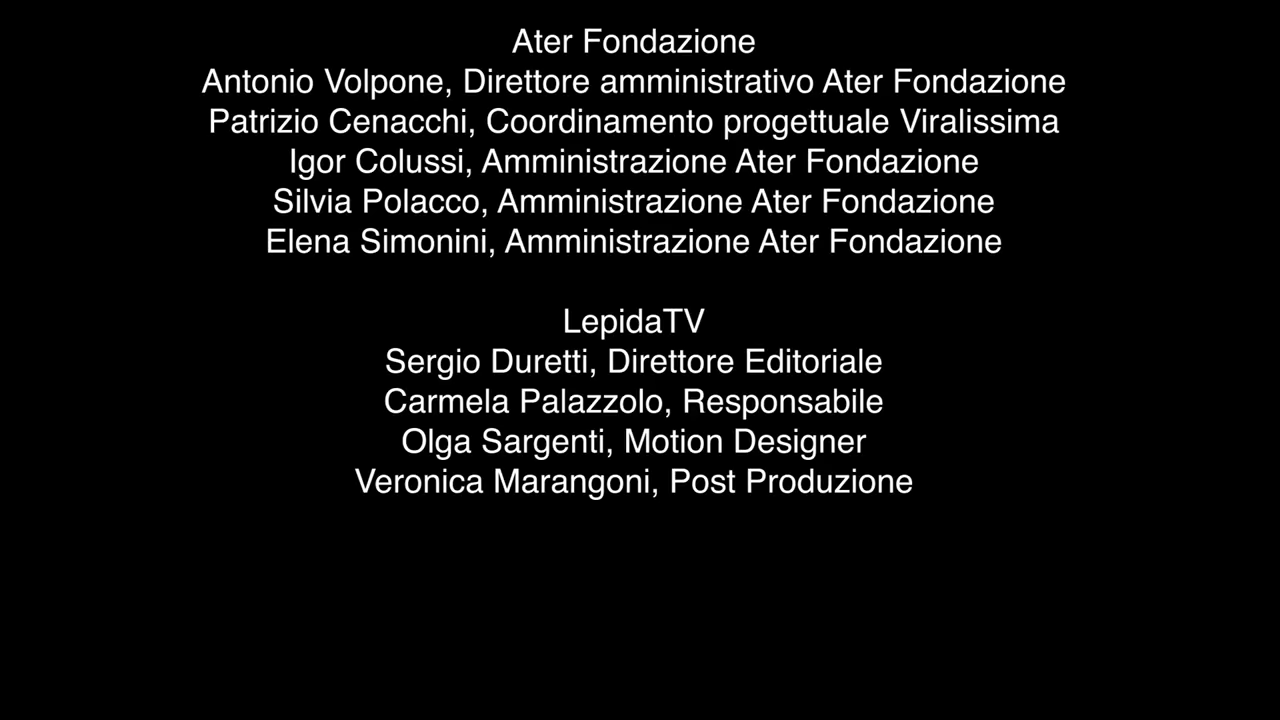 Ater Fondazione
Antonio Volpone, Direttore amministrativo Ater Fondazione
Patrizio Cenacchi, Coordinamento progettuale Viralissima
Igor Colussi, Amministrazione Ater Fondazione
Silvia Polacco, Amministrazione Ater Fondazione
Elena Simonini, Amministrazione Ater Fondazione
LepidaTV
Sergio Duretti, Direttore Editoriale
Carmela Palazzolo, Responsabile
Olga Sargenti, Motion Designer
Veronica Marangoni, Post Produzione